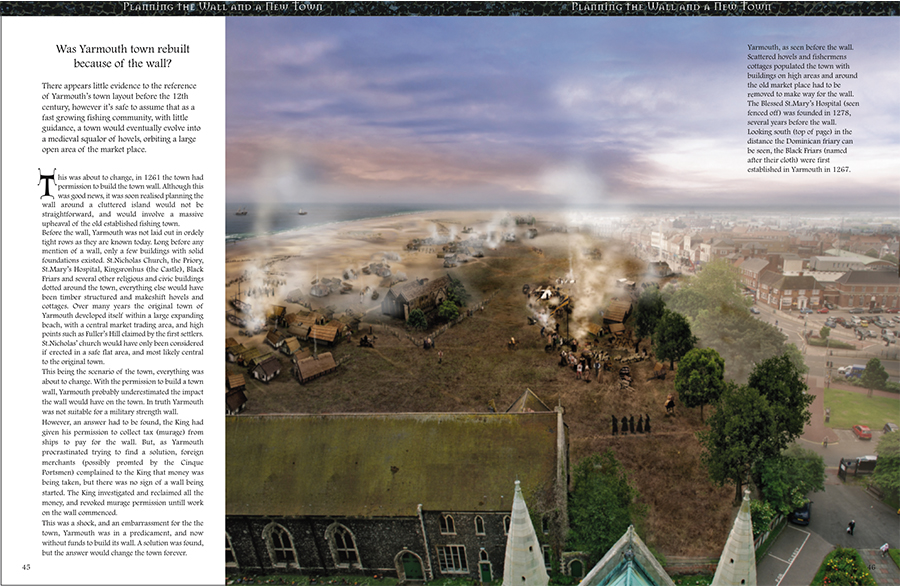 Planning the Wall and a New Town
Planning the Wall and a New Town
Was Yarmouth town rebuilt
because of the wall?
There appears little evidence to the reference
of Yarmouth's town layout before the 12th
century, however it's safe to assume that as a
fast growing fishing community, with little
guidance, a town would eventually evolve into
a medieval squalor of hovels, orbiting a large
open area of the market place.
This was about to change, in 1261 the town had
permission to build the town wall. Although this
was good news, it was soon realised planning the
wall around a cluttered island would not be
straightforward, and would involve a massive
upheaval of the old established fishing town.
Before the wall, Yarmouth was not laid out in ordely
tight rows as they are known today. Long before any
mention of a wall, only a few buildings with solid
foundations existed. St.Nicholas Church, the Priory,
St.Mary's Hospital, Kingsronhus (the Castle), Black
Friars and several other religious and civic buildings
dotted around the town, everything else would have
been timber structured and makeshift hovels and
cottages. Over many years the original town of
Yarmouth developed itself within a large expanding
beach, with a central market trading area, and high
points such as Fuller's Hill claimed by the first settlers.
St.Nicholas' church would have only been considered
if erected in a safe flat area, and most likely central
to the original town.
This being the scenario of the town, everything was
about to change. With the permission to build a town
wall, Yarmouth probably underestimated the impact
the wall would have on the town. In truth Yarmouth
was not suitable for a military strength wall.
However, an answer had to be found, the King had
given his permission to collect tax (murage) from
ships to pay for the wall. But, as Yarmouth
procrastinated trying to find a solution, foreign
merchants (possibly promted by the Cinque
Portsmen) complained to the King that money was
being taken, but there was no sign of a wall being
started. The King investigated and reclaimed all the
money, and revoked murage permission untill work
on the wall commenced.
This was a shock, and an embarrassment for the the
town, Yarmouth was in a predicament, and now
without funds to build its wall. A solution was found,
but the answer would change the town forever.
45
Yarmouth, as seen before the wall.
Scattered hovels and fishermens
cottages populated the town with
buildings on high areas and around
the old market place had to be
removed to make way for the wall.
The Blessed St.Mary's Hospital (seen
fenced off) was founded in 1278,
several years before the wall.
Looking south (top of page) in the
distance the Dominican friary can
be seen, the Black Friars (named
after their cloth) were first
established in Yarmouth in 1267.
46